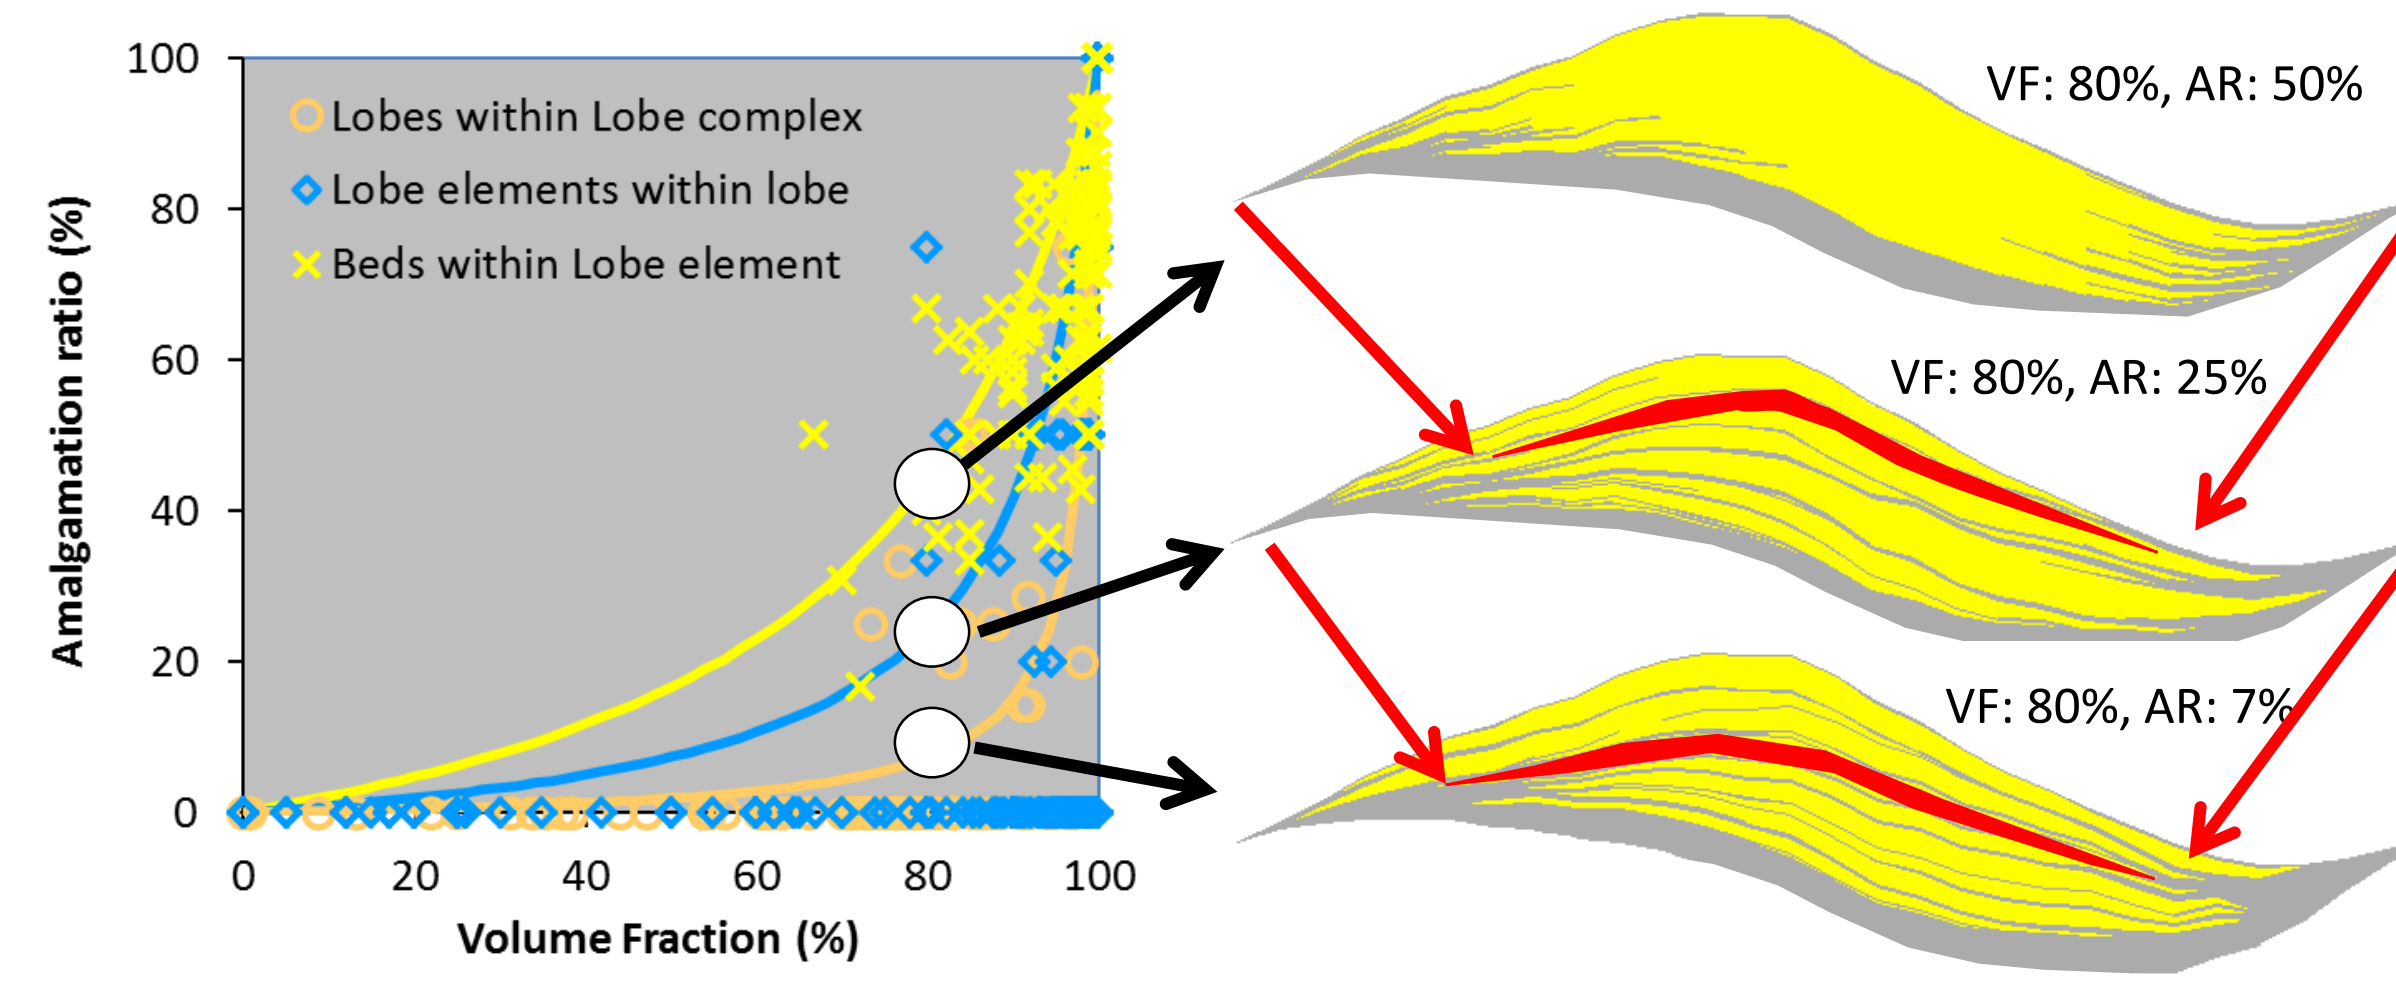 100
80
60
40
20
0
Amalgamation ratio (%)
Lobes within Lobe complex
Lobe elements within lobe
Beds within Lobe element
0 20 40 60 80 100
Volume Fraction (%)
VF: 80%, AR: 50%
VF: 80%, AR: 25%
VF: 80%, AR: 7%